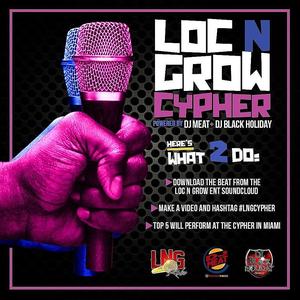 LOC N
GROW
CYPHER
POWERED BY DJ MEAT + DJ BLACK HOLIDAY
HERE'S
WHAT 2 DO:
DOWNLOAD THE BEAT FROM THE
LOC N GROW ENT SOUNDCLOUD
MAKE A VIDEO AND HASHTAG #LNGCYPHER
TOP 5 WILL PERFORM AT THE CYPHER IN MIAMI
LNG